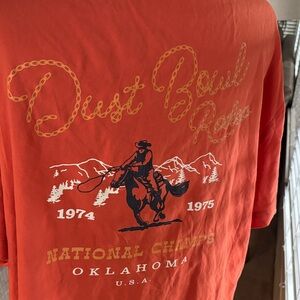 Dust Bowl
Rodeo
1974 1975
NATIONAL CHAMPS
OKLAHOMA
U.S.A